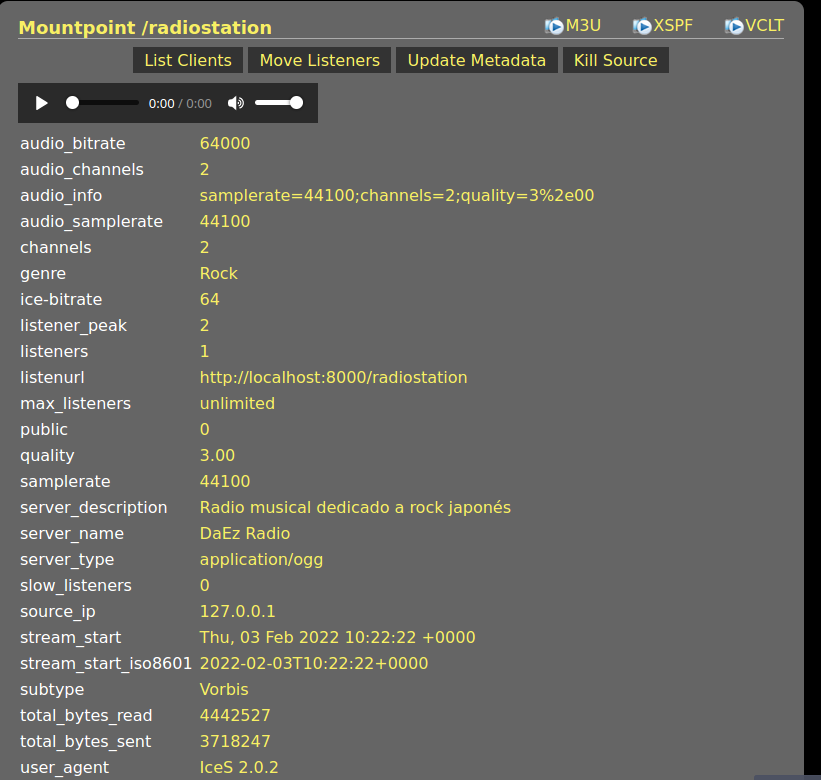 Mountpoint /radiostation M3U XSPF VCLT
List Clients Move Listeners Update Metadata Kill Source
0:00 / 0:00
audio_bitrate 64000
audio_channels 2
audio_info samplerate=44100;channels=2;quality=3%2e00
audio_samplerate 44100
channels 2
genre Rock
ice-bitrate 64
listener_peak 2
listeners 1
listenurl http://localhost:8000/radiostation
max_listeners unlimited
public 0
quality 3.00
samplerate 44100
server_description Radio musical dedicado a rock japonés
server_name DaEz Radio
server_type application/ogg
slow_listeners 0
source_ip 127.0.0.1
stream_start Thu, 03 Feb 2022 10:22:22 +0000
stream_start_iso8601 2022-02-03T10:22:22+0000
subtype Vorbis
total_bytes_read 4442527
total_bytes_sent 3718247
user_agent IceS 2.0.2